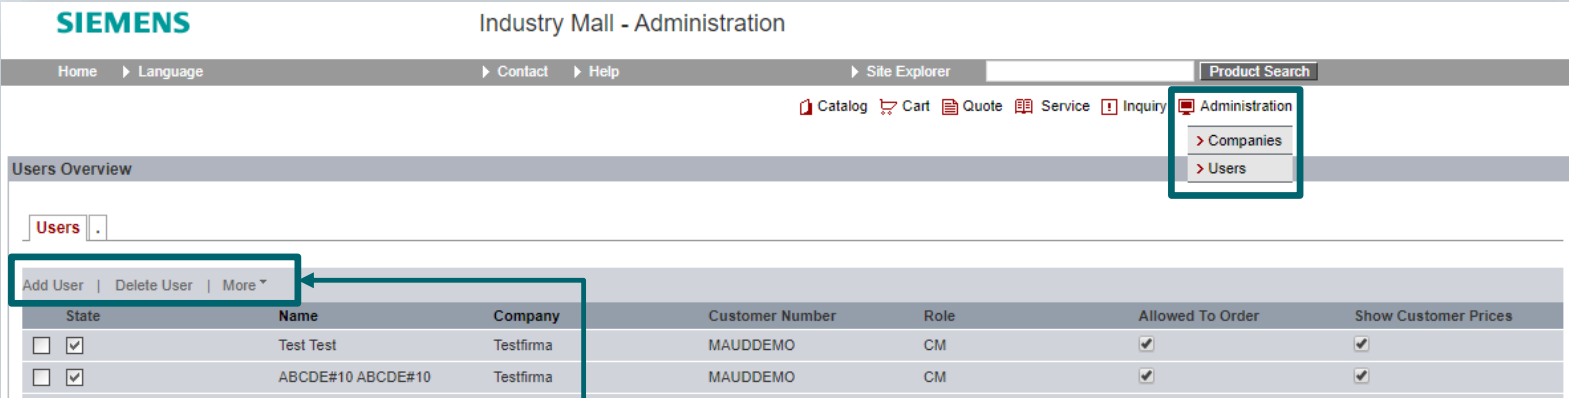 SIEMENS Industry Mall - Administration
Home Language Contact Help Site Explorer Product Search
Catalog Cart Quote Service Inquiry Administration
> Companies
Users Overview
> Users
Users .
Add User | Delete User | More
State Name Company Customer Number Role Allowed To Order Show Customer Prices
Test Test Testfirma MAUDDEMO CM
ABCDE#10 ABCDE#10 Testfirma MAUDDEMO CM